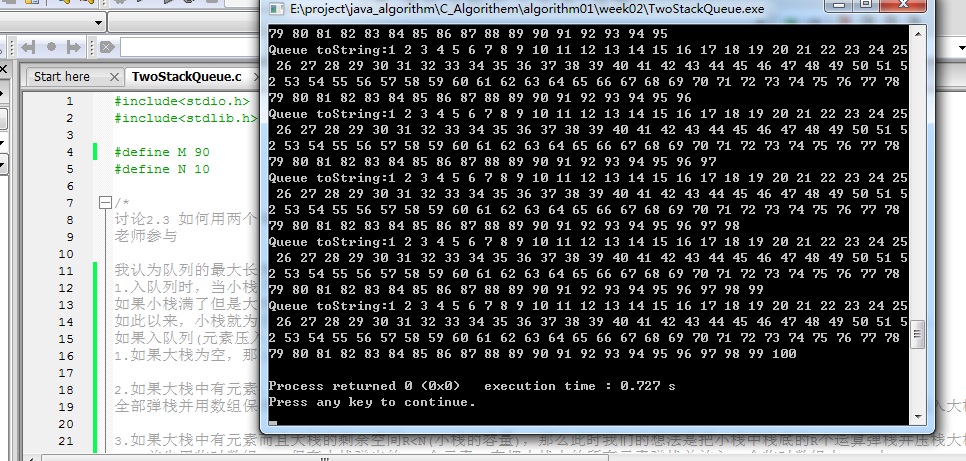 E:\project\java_algorithm\C_Algorithem\algorithm01\week02\TwoStackQueue.exe
79 80 81 82 83 84 85 86 87 88 89 90 91 92 93 94 95
Queue toString:1 2 3 4 5 6 7 8 9 10 11 12 13 14 15 16 17 18 19 20 21 22 23 24 25
26 27 28 29 30 31 32 33 34 35 36 37 38 39 40 41 42 43 44 45 46 47 48 49 50 51 5
2 53 54 55 56 57 58 59 60 61 62 63 64 65 66 67 68 69 70 71 72 73 74 75 76 77 78
79 80 81 82 83 84 85 86 87 88 89 90 91 92 93 94 95 96
Queue toString:1 2 3 4 5 6 7 8 9 10 11 12 13 14 15 16 17 18 19 20 21 22 23 24 25
26 27 28 29 30 31 32 33 34 35 36 37 38 39 40 41 42 43 44 45 46 47 48 49 50 51 5
2 53 54 55 56 57 58 59 60 61 62 63 64 65 66 67 68 69 70 71 72 73 74 75 76 77 78
79 80 81 82 83 84 85 86 87 88 89 90 91 92 93 94 95 96 97
Queue toString:1 2 3 4 5 6 7 8 9 10 11 12 13 14 15 16 17 18 19 20 21 22 23 24 25
26 27 28 29 30 31 32 33 34 35 36 37 38 39 40 41 42 43 44 45 46 47 48 49 50 51 5
2 53 54 55 56 57 58 59 60 61 62 63 64 65 66 67 68 69 70 71 72 73 74 75 76 77 78
79 80 81 82 83 84 85 86 87 88 89 90 91 92 93 94 95 96 97 98
Queue toString:1 2 3 4 5 6 7 8 9 10 11 12 13 14 15 16 17 18 19 20 21 22 23 24 25
26 27 28 29 30 31 32 33 34 35 36 37 38 39 40 41 42 43 44 45 46 47 48 49 50 51 5
2 53 54 55 56 57 58 59 60 61 62 63 64 65 66 67 68 69 70 71 72 73 74 75 76 77 78
79 80 81 82 83 84 85 86 87 88 89 90 91 92 93 94 95 96 97 98 99
Queue toString:1 2 3 4 5 6 7 8 9 10 11 12 13 14 15 16 17 18 19 20 21 22 23 24 25
26 27 28 29 30 31 32 33 34 35 36 37 38 39 40 41 42 43 44 45 46 47 48 49 50 51 5
2 53 54 55 56 57 58 59 60 61 62 63 64 65 66 67 68 69 70 71 72 73 74 75 76 77 78
79 80 81 82 83 84 85 86 87 88 89 90 91 92 93 94 95 96 97 98 99 100
Process returned 0 (0x0)   execution time : 0.727 s
Press any key to continue.
Start here TwoStackQueue.c
1 #include<stdio.h>
2 #include<stdlib.h>
3
4 #define M 90
5 #define N 10
6
7 /*
8 讨论2.3 如何用两个
9 老师参与
10
11 我认为队列的最大长
12 1.入队列时，当小栈
13 如果小栈满了但是大
14 如此以来，小栈就为
15 如果入队列(元素压入
16 1.如果大栈为空，那
17
18 2.如果大栈中有元素
19 全部弹栈并用数组保 入大栈
20
21 3.如果大栈中有元素而且大栈的剩余空间R<N(小栈的容量)，那么此时我们的想法是把小栈中栈底的R个运算弹栈并压栈大栈